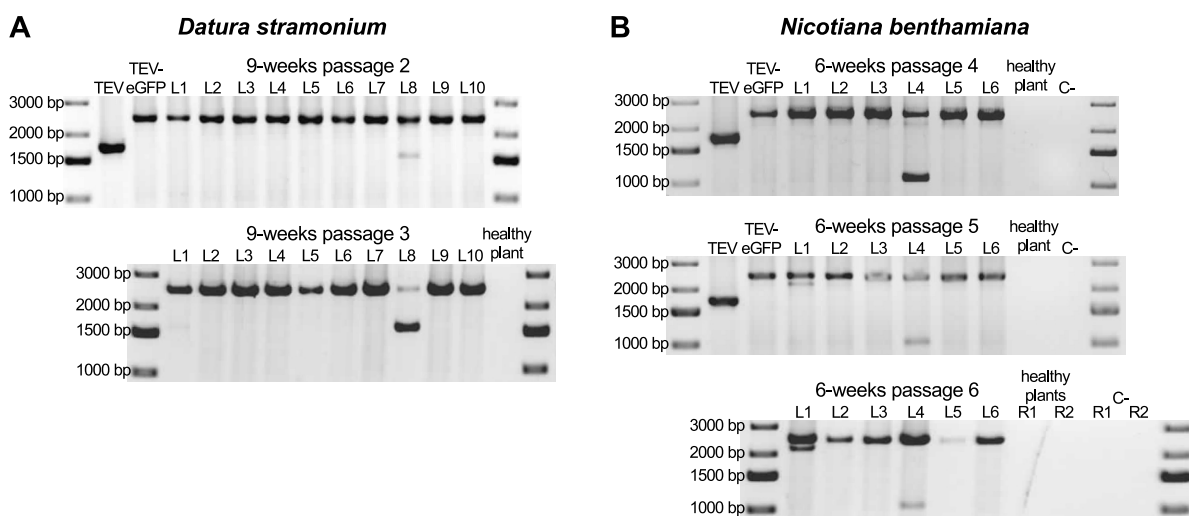 A
Datura stramonium
9-weeks passage 2
TEV TEV-eGFP L1 L2 L3 L4 L5 L6 L7 L8 L9 L10
3000 bp
2000 bp
1500 bp
1000 bp
9-weeks passage 3
healthy plant
L1 L2 L3 L4 L5 L6 L7 L8 L9 L10
3000 bp
2000 bp
1500 bp
1000 bp
B
Nicotiana benthamiana
6-weeks passage 4
TEV TEV-eGFP L1 L2 L3 L4 L5 L6 healthy plant C-
3000 bp
2000 bp
1500 bp
1000 bp
6-weeks passage 5
TEV TEV-eGFP L1 L2 L3 L4 L5 L6 healthy plant C-
3000 bp
2000 bp
1500 bp
1000 bp
6-weeks passage 6
healthy plants C-
L1 L2 L3 L4 L5 L6 R1 R2 R1 R2
3000 bp
2000 bp
1500 bp
1000 bp